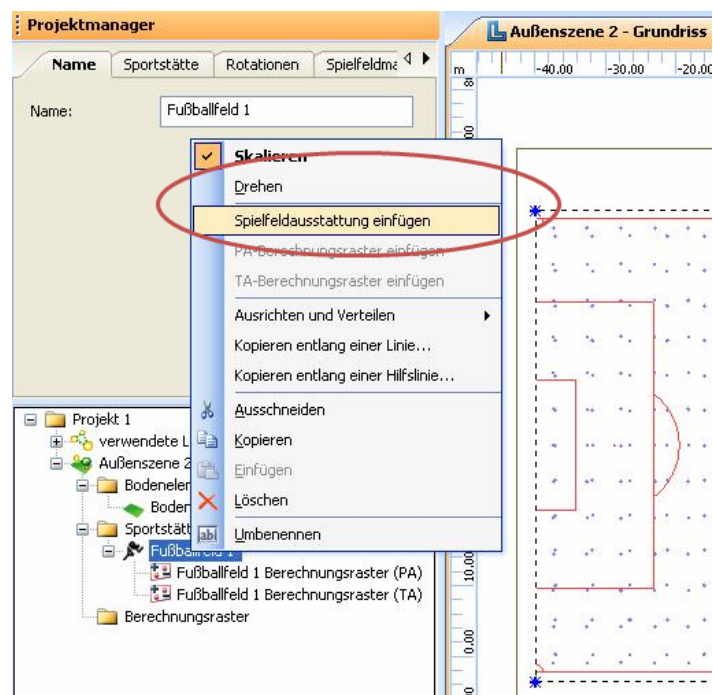 Projektmanager
Außenszene 2 - Grundriss
Name
Sportstätte
Rotationen
Spielfeldma
m
-40.00
-30.00
-20.00
Name:
Fußballfeld 1
Skalieren
Drehen
Spielfeldausstattung einfügen
PA-Berechnungsraster einfügen
TA-Berechnungsraster einfügen
Ausrichten und Verteilen
Kopieren entlang einer Linie...
Kopieren entlang einer Hilfslinie...
Ausschneiden
Kopieren
Einfügen
Löschen
Umbenennen
Projekt 1
verwendete L
Außenszene 2
Bodenelem
Boden
Sportstätt
Fußballfeld 1
Fußballfeld 1 Berechnungsraster (PA)
Fußballfeld 1 Berechnungsraster (TA)
Berechnungsraster
10.00
0.00